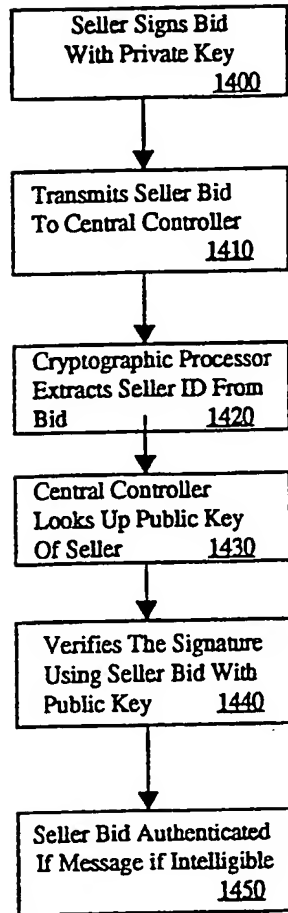 Seller Signs Bid
With Private Key
1400
Transmits Seller Bid
To Central Controller
1410
Cryptographic Processor
Extracts Seller ID From
Bid 1420
Central Controller
Looks Up Public Key
Of Seller 1430
Verifies The Signature
Using Seller Bid With
Public Key 1440
Seller Bid Authenticated
If Message if Intelligible
1450